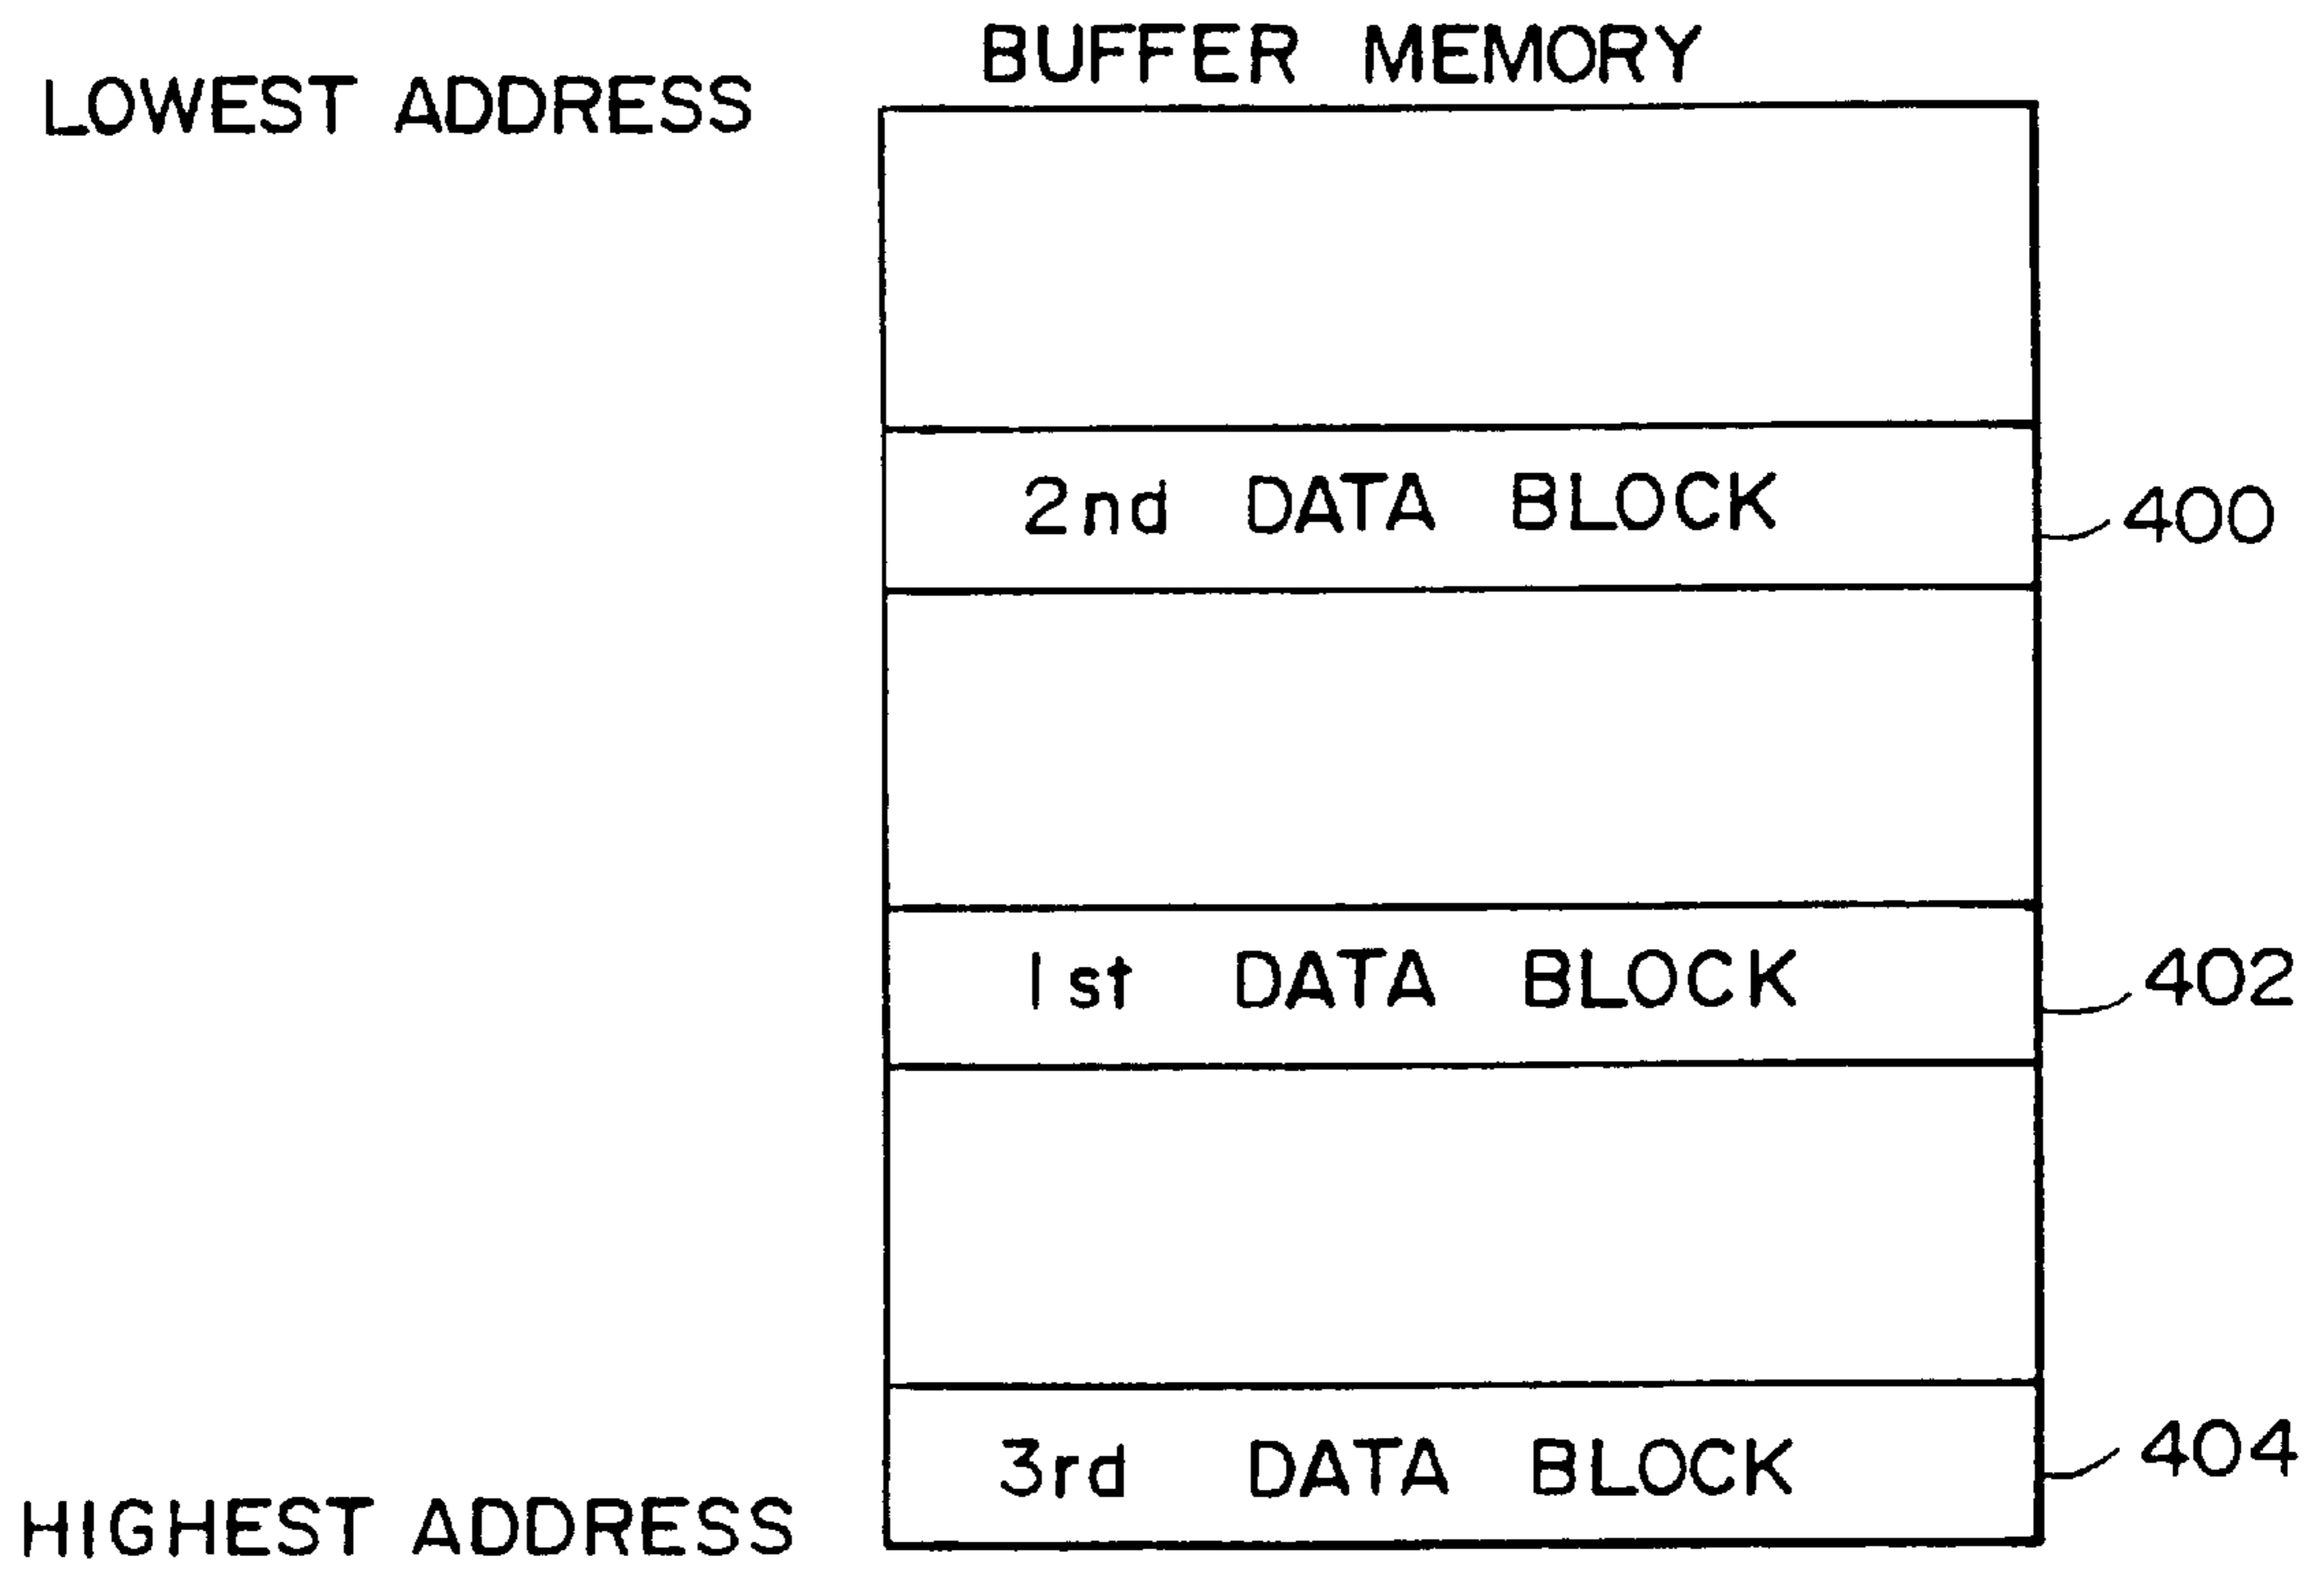 BUFFER MEMORY
LOWEST ADDRESS
2nd DATA BLOCK
400
1st DATA BLOCK
402
3rd DATA BLOCK
404
HIGHEST ADDRESS